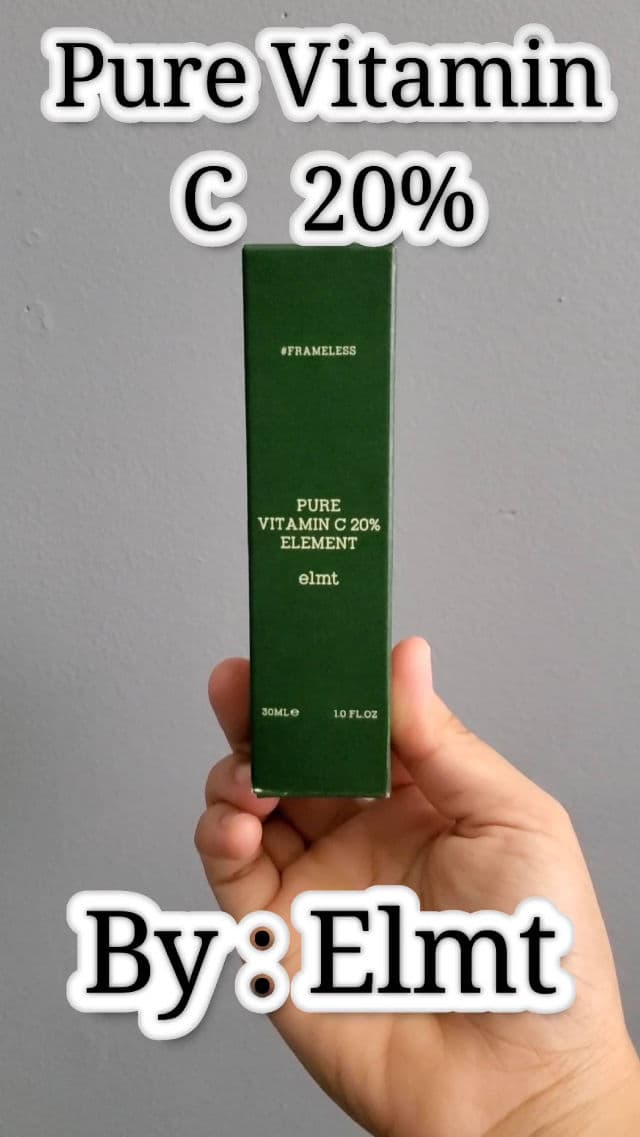 Pure Vitamin
C 20%
#FRAMELESS
PURE
VITAMIN C 20%
ELEMENT
elmt
30ML℮ 1.0 FL.OZ
By: Elmt